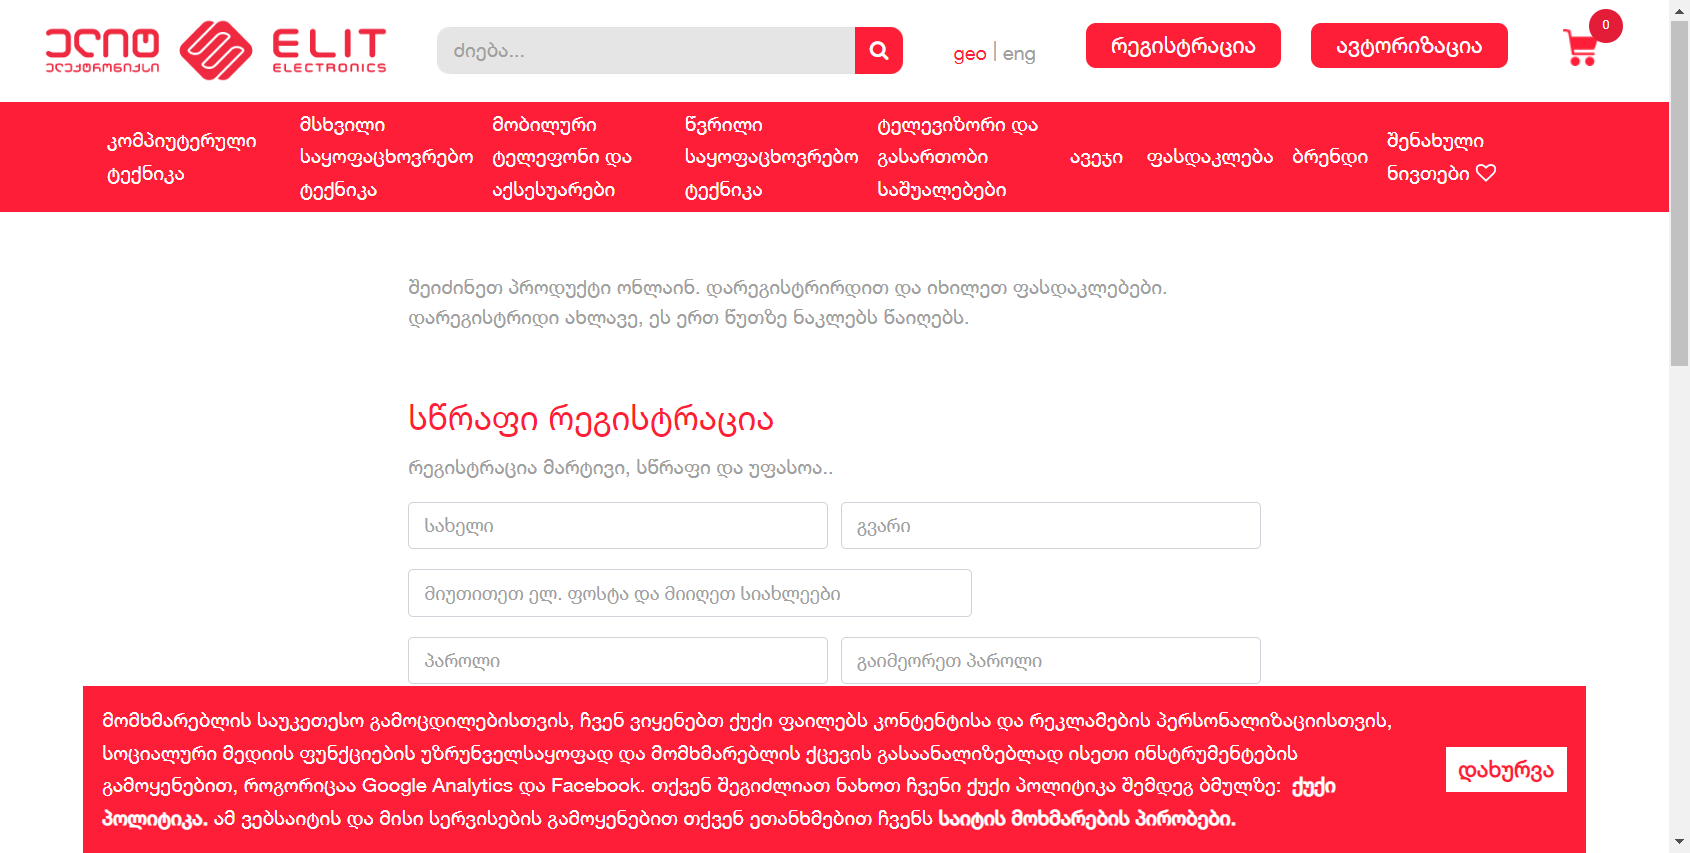 ელიტ ELIT
ელექტრონიქსი ELECTRONICS
ძიება...
geo | eng
რეგისტრაცია
ავტორიზაცია
0
კომპიუტერული
ტექნიკა
მსხვილი
საყოფაცხოვრებო
ტექნიკა
მობილური
ტელეფონი და
აქსესუარები
წვრილი
საყოფაცხოვრებო
ტექნიკა
ტელევიზორი და
გასართობი
საშუალებები
ავეჯი
ფასდაკლება
ბრენდი
შენახული
ნივთები
შეიძინეთ პროდუქტი ონლაინ. დარეგისტრირდით და იხილეთ ფასდაკლებები.
დარეგისტრიდი ახლავე, ეს ერთ წუთზე ნაკლებს წაიღებს.
სწრაფი რეგისტრაცია
რეგისტრაცია მარტივი, სწრაფი და უფასოა..
სახელი
გვარი
მიუთითეთ ელ. ფოსტა და მიიღეთ სიახლეები
პაროლი
გაიმეორეთ პაროლი
მომხმარებლის საუკეთესო გამოცდილებისთვის, ჩვენ ვიყენებთ ქუქი ფაილებს კონტენტისა და რეკლამების პერსონალიზაციისთვის,
სოციალური მედიის ფუნქციების უზრუნველსაყოფად და მომხმარებლის ქცევის გასაანალიზებლად ისეთი ინსტრუმენტების
გამოყენებით, როგორიცაა Google Analytics და Facebook. თქვენ შეგიძლიათ ნახოთ ჩვენი ქუქი პოლიტიკა შემდეგ ბმულზე: ქუქი
პოლიტიკა. ამ ვებსაიტის და მისი სერვისების გამოყენებით თქვენ ეთანხმებით ჩვენს საიტის მოხმარების პირობები.
დახურვა